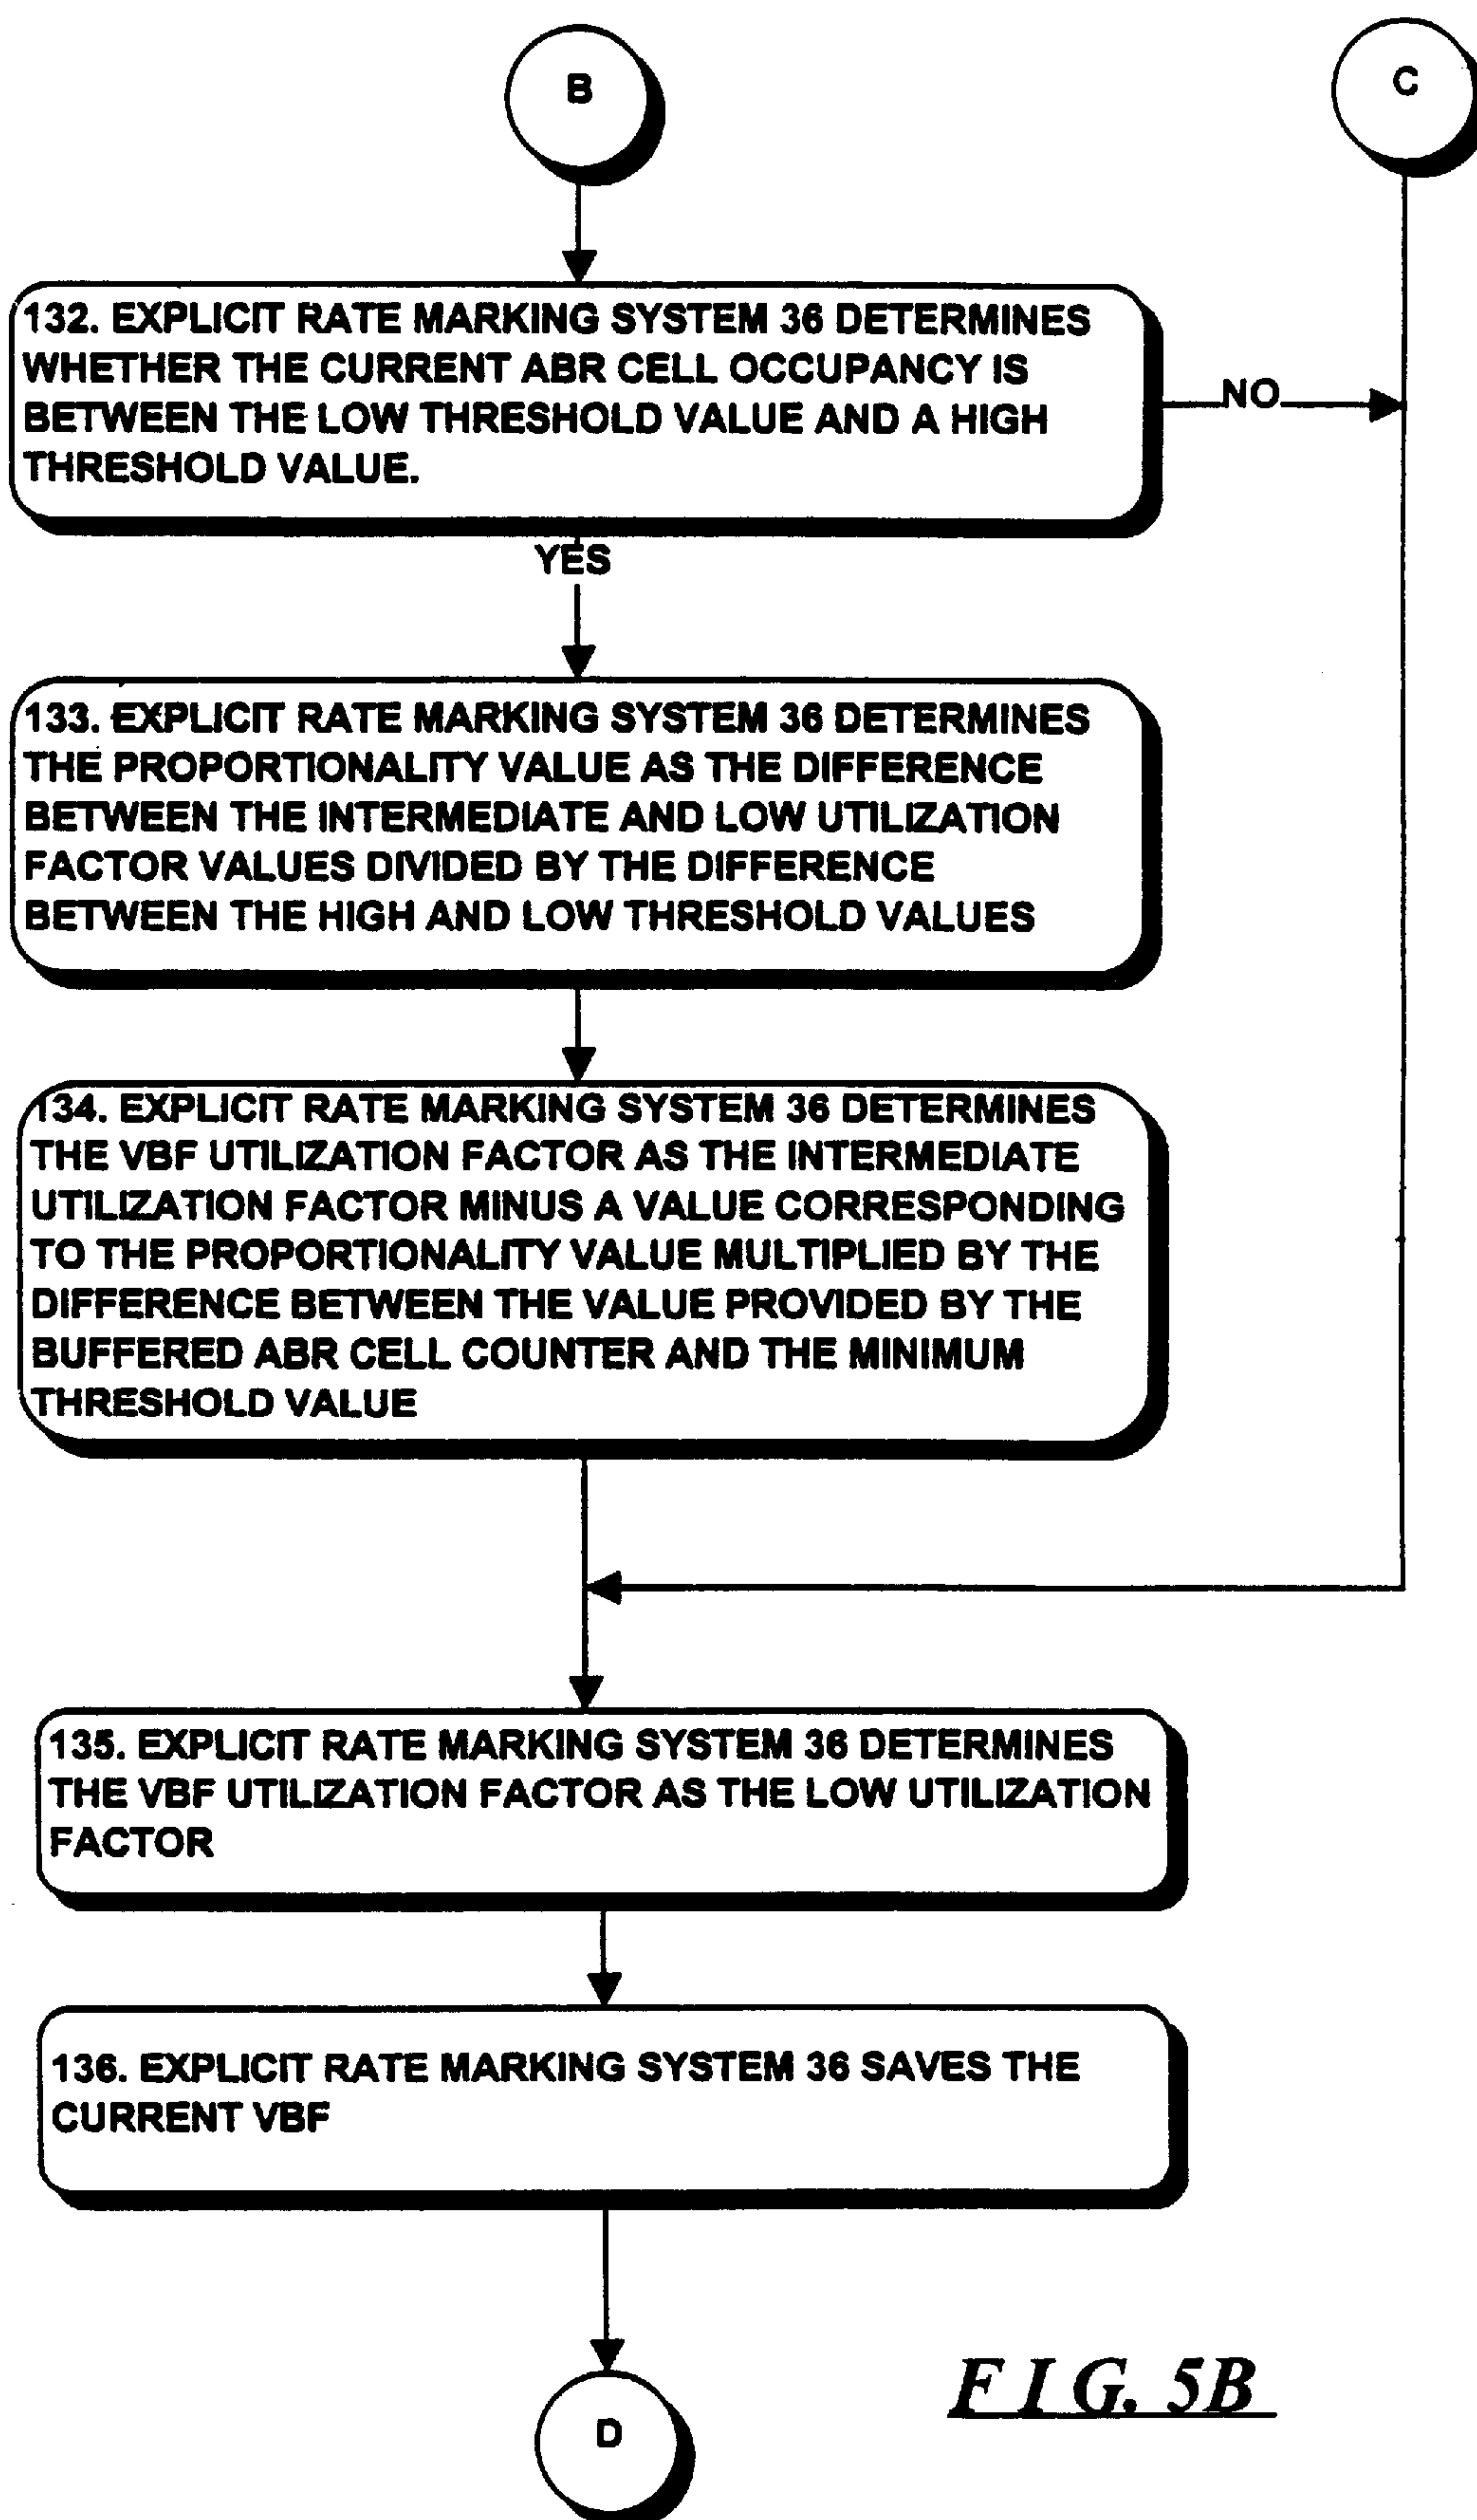 B
C
132. EXPLICIT RATE MARKING SYSTEM 36 DETERMINES
WHETHER THE CURRENT ABR CELL OCCUPANCY IS
BETWEEN THE LOW THRESHOLD VALUE AND A HIGH
THRESHOLD VALUE.
NO
YES
133. EXPLICIT RATE MARKING SYSTEM 36 DETERMINES
THE PROPORTIONALITY VALUE AS THE DIFFERENCE
BETWEEN THE INTERMEDIATE AND LOW UTILIZATION
FACTOR VALUES DIVIDED BY THE DIFFERENCE
BETWEEN THE HIGH AND LOW THRESHOLD VALUES
134. EXPLICIT RATE MARKING SYSTEM 36 DETERMINES
THE VBF UTILIZATION FACTOR AS THE INTERMEDIATE
UTILIZATION FACTOR MINUS A VALUE CORRESPONDING
TO THE PROPORTIONALITY VALUE MULTIPLIED BY THE
DIFFERENCE BETWEEN THE VALUE PROVIDED BY THE
BUFFERED ABR CELL COUNTER AND THE MINIMUM
THRESHOLD VALUE
135. EXPLICIT RATE MARKING SYSTEM 36 DETERMINES
THE VBF UTILIZATION FACTOR AS THE LOW UTILIZATION
FACTOR
136. EXPLICIT RATE MARKING SYSTEM 36 SAVES THE
CURRENT VBF
D
FIG. 5B